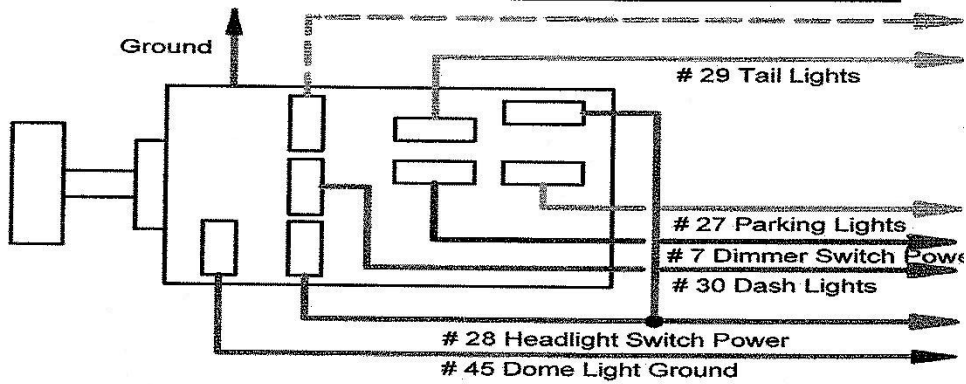 Ground
# 29 Tail Lights
# 27 Parking Lights
# 7 Dimmer Switch Powe
# 30 Dash Lights
# 28 Headlight Switch Power
# 45 Dome Light Ground